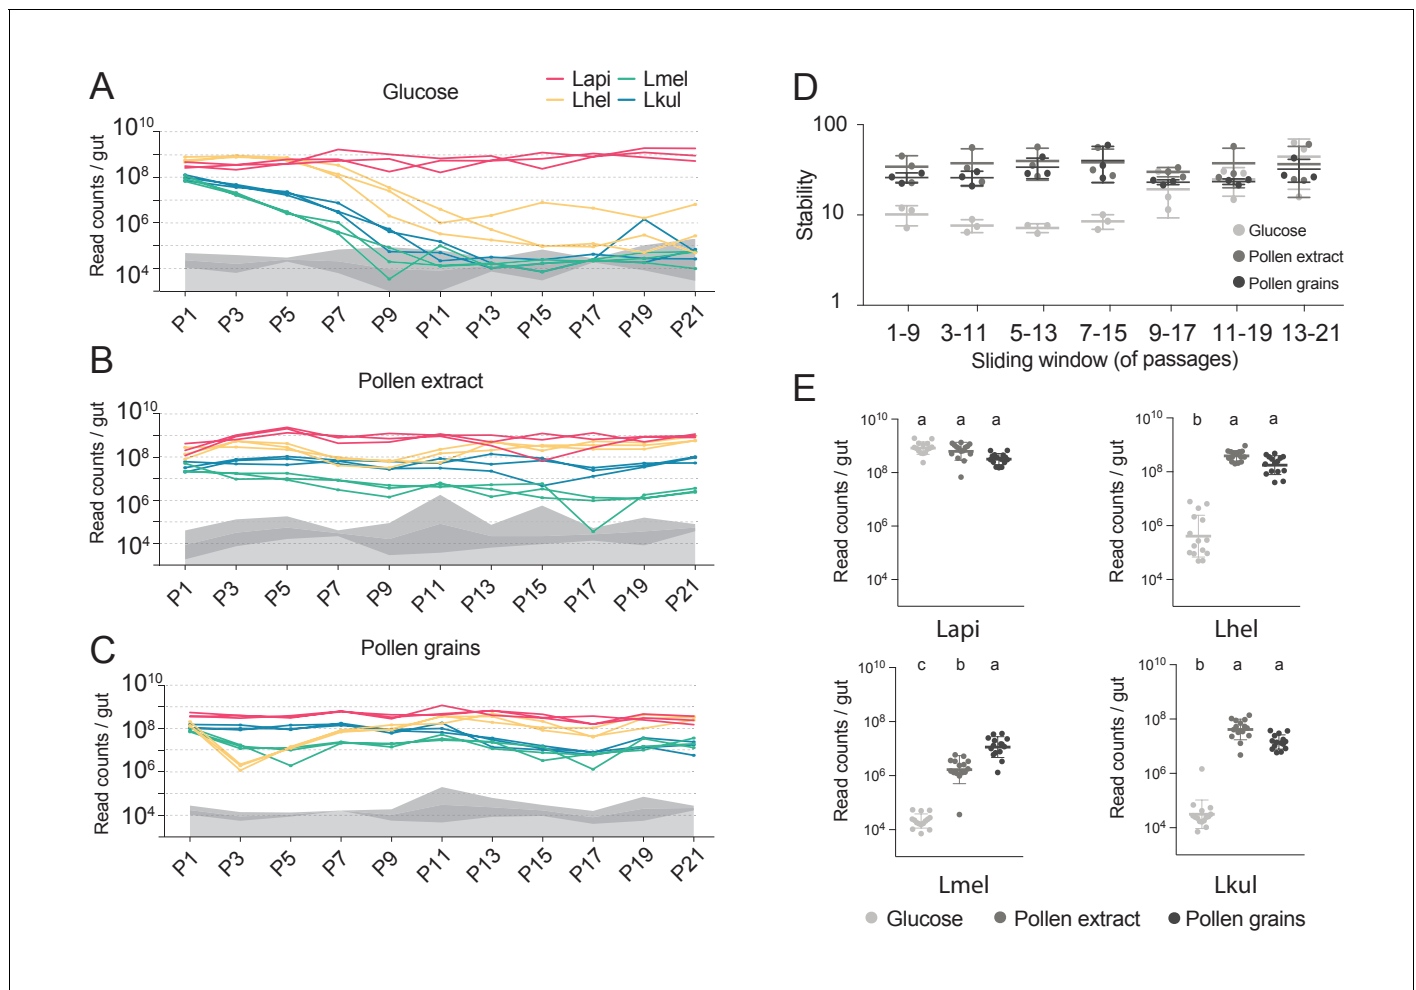 A
Glucose
Lapi
Lmel
Lhel
Lkul
Read counts / gut
10^10
10^8
10^6
10^4
P1
P3
P5
P7
P9
P11
P13
P15
P17
P19
P21
B
Pollen extract
Read counts / gut
10^10
10^8
10^6
10^4
P1
P3
P5
P7
P9
P11
P13
P15
P17
P19
P21
C
Pollen grains
Read counts / gut
10^10
10^8
10^6
10^4
P1
P3
P5
P7
P9
P11
P13
P15
P17
P19
P21
D
Stability
100
10
1
Glucose
Pollen extract
Pollen grains
1-9
3-11
5-13
7-15
9-17
11-19
13-21
Sliding window (of passages)
E
Read counts / gut
10^10
10^8
10^6
10^4
a a a
Lapi
Read counts / gut
10^10
10^8
10^6
10^4
b a a
Lhel
Read counts / gut
10^10
10^8
10^6
10^4
c b a
Lmel
Read counts / gut
10^10
10^8
10^6
10^4
b a a
Lkul
Glucose
Pollen extract
Pollen grains